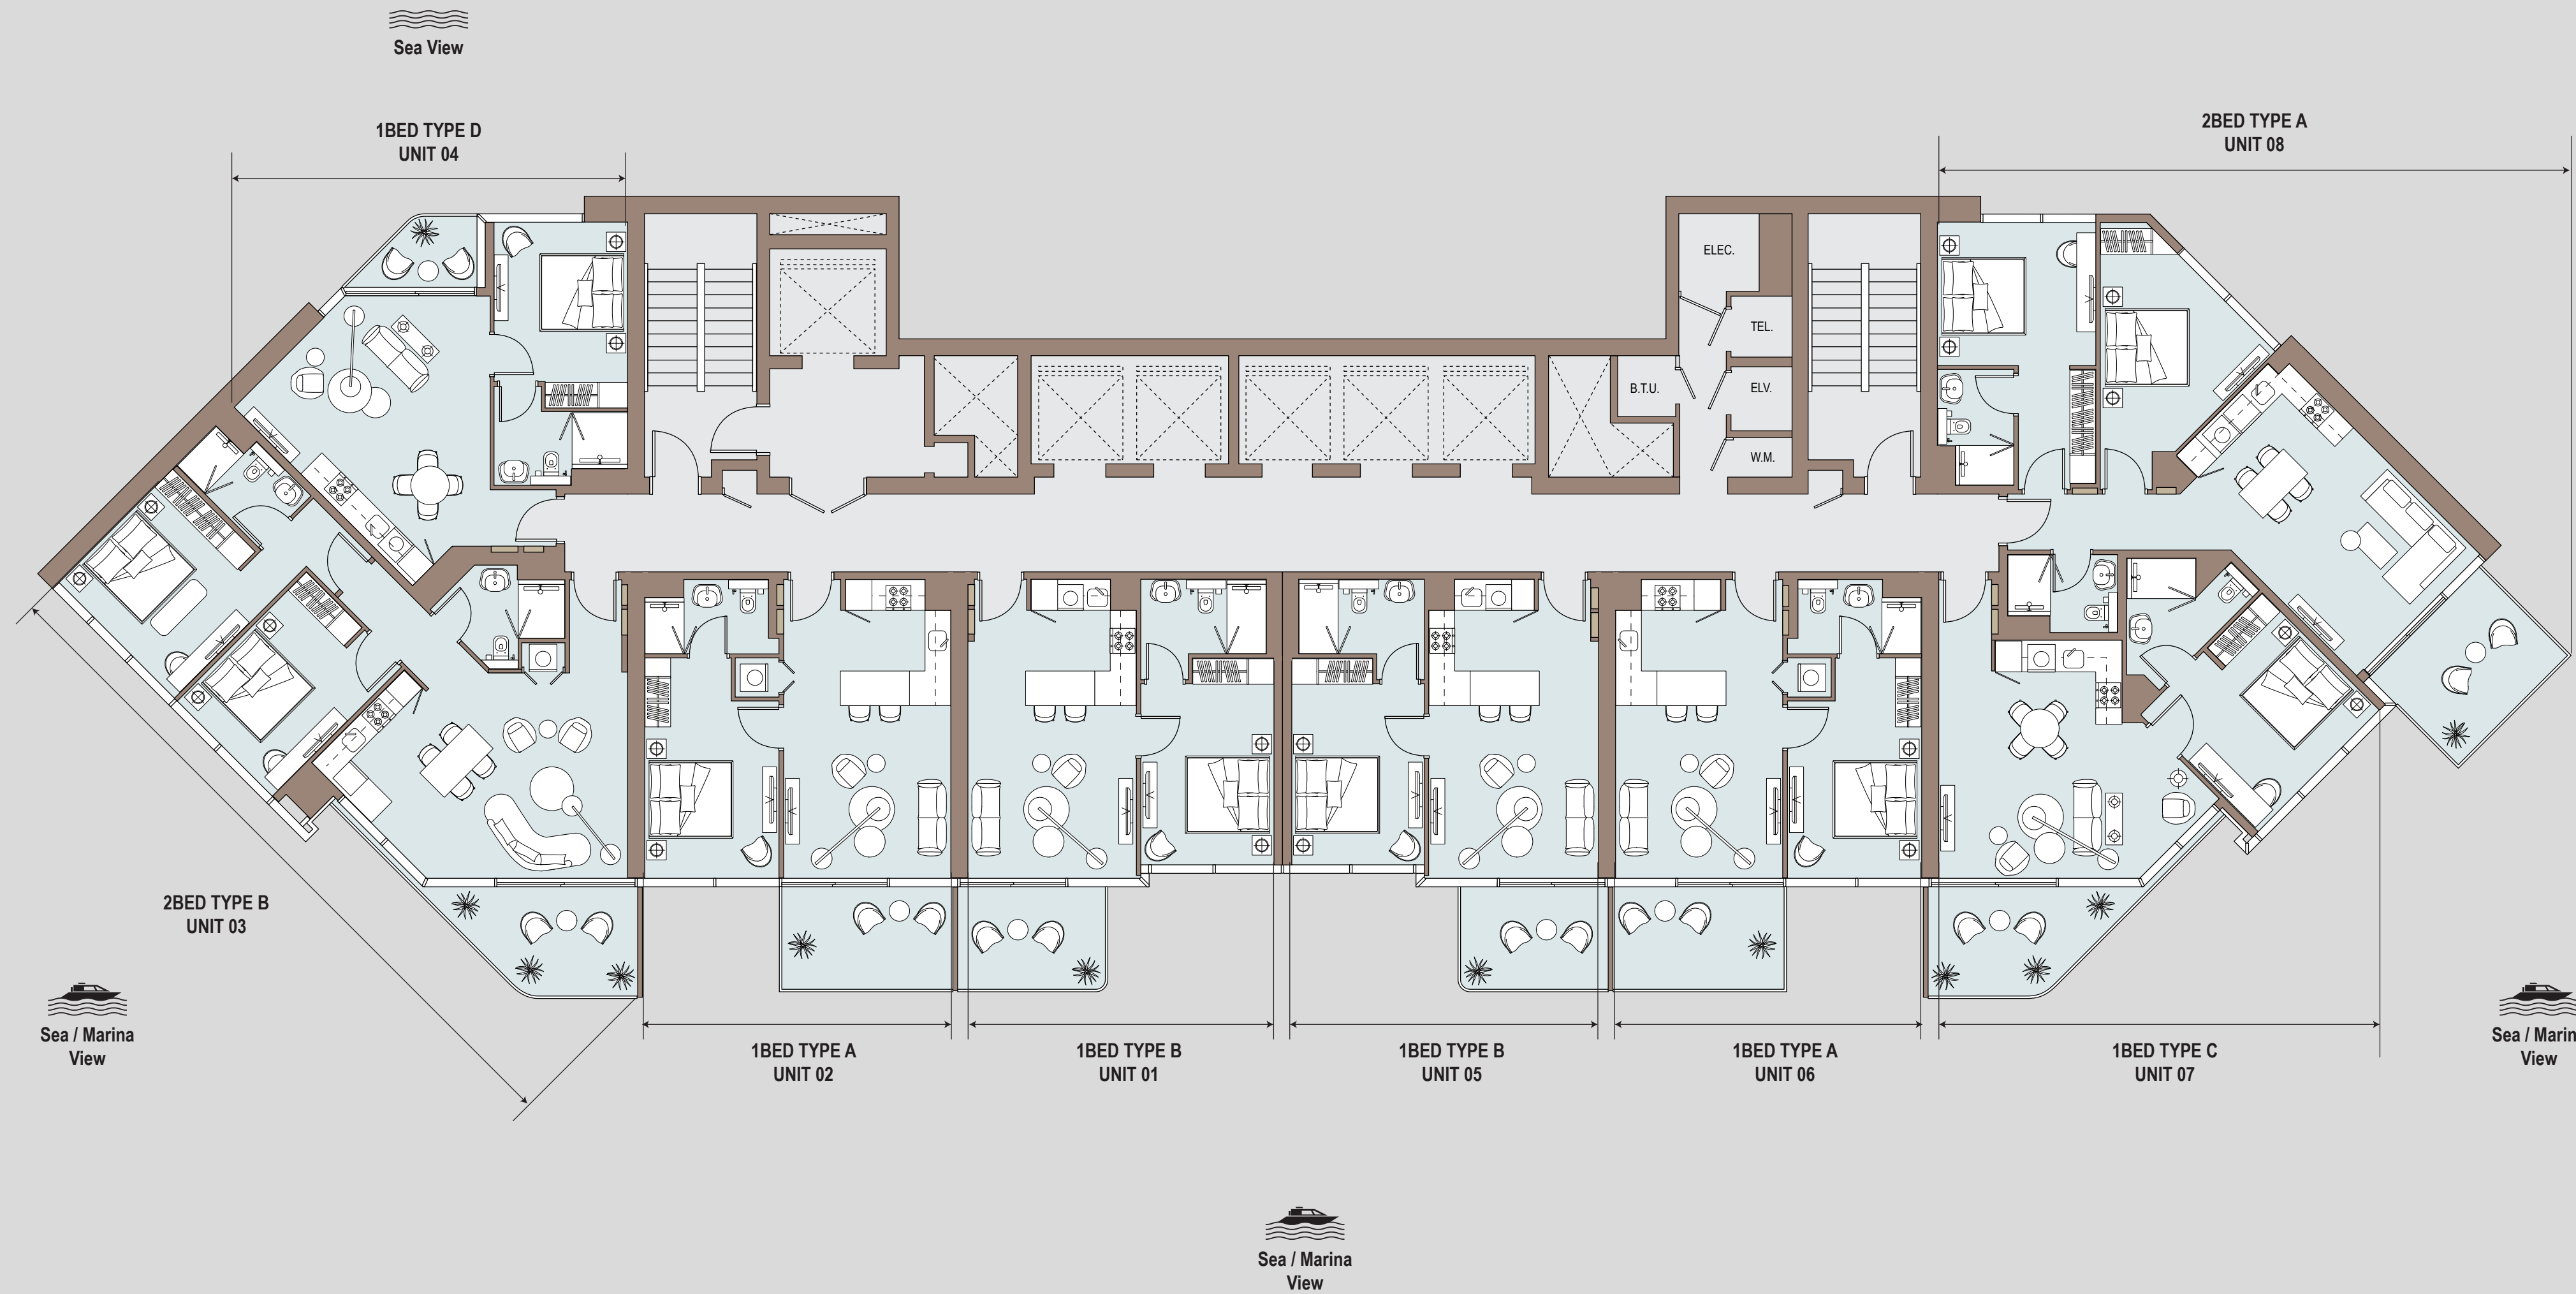 Sea View
1BED TYPE D
UNIT 04
2BED TYPE A
UNIT 08
ELEC.
TEL.
ELV.
B.T.U.
W.M.
2BED TYPE B
UNIT 03
Sea / Marina
View
Sea / Marin
View
1BED TYPE A
UNIT 02
1BED TYPE B
UNIT 01
1BED TYPE B
UNIT 05
1BED TYPE A
UNIT 06
1BED TYPE C
UNIT 07
Sea / Marina
View